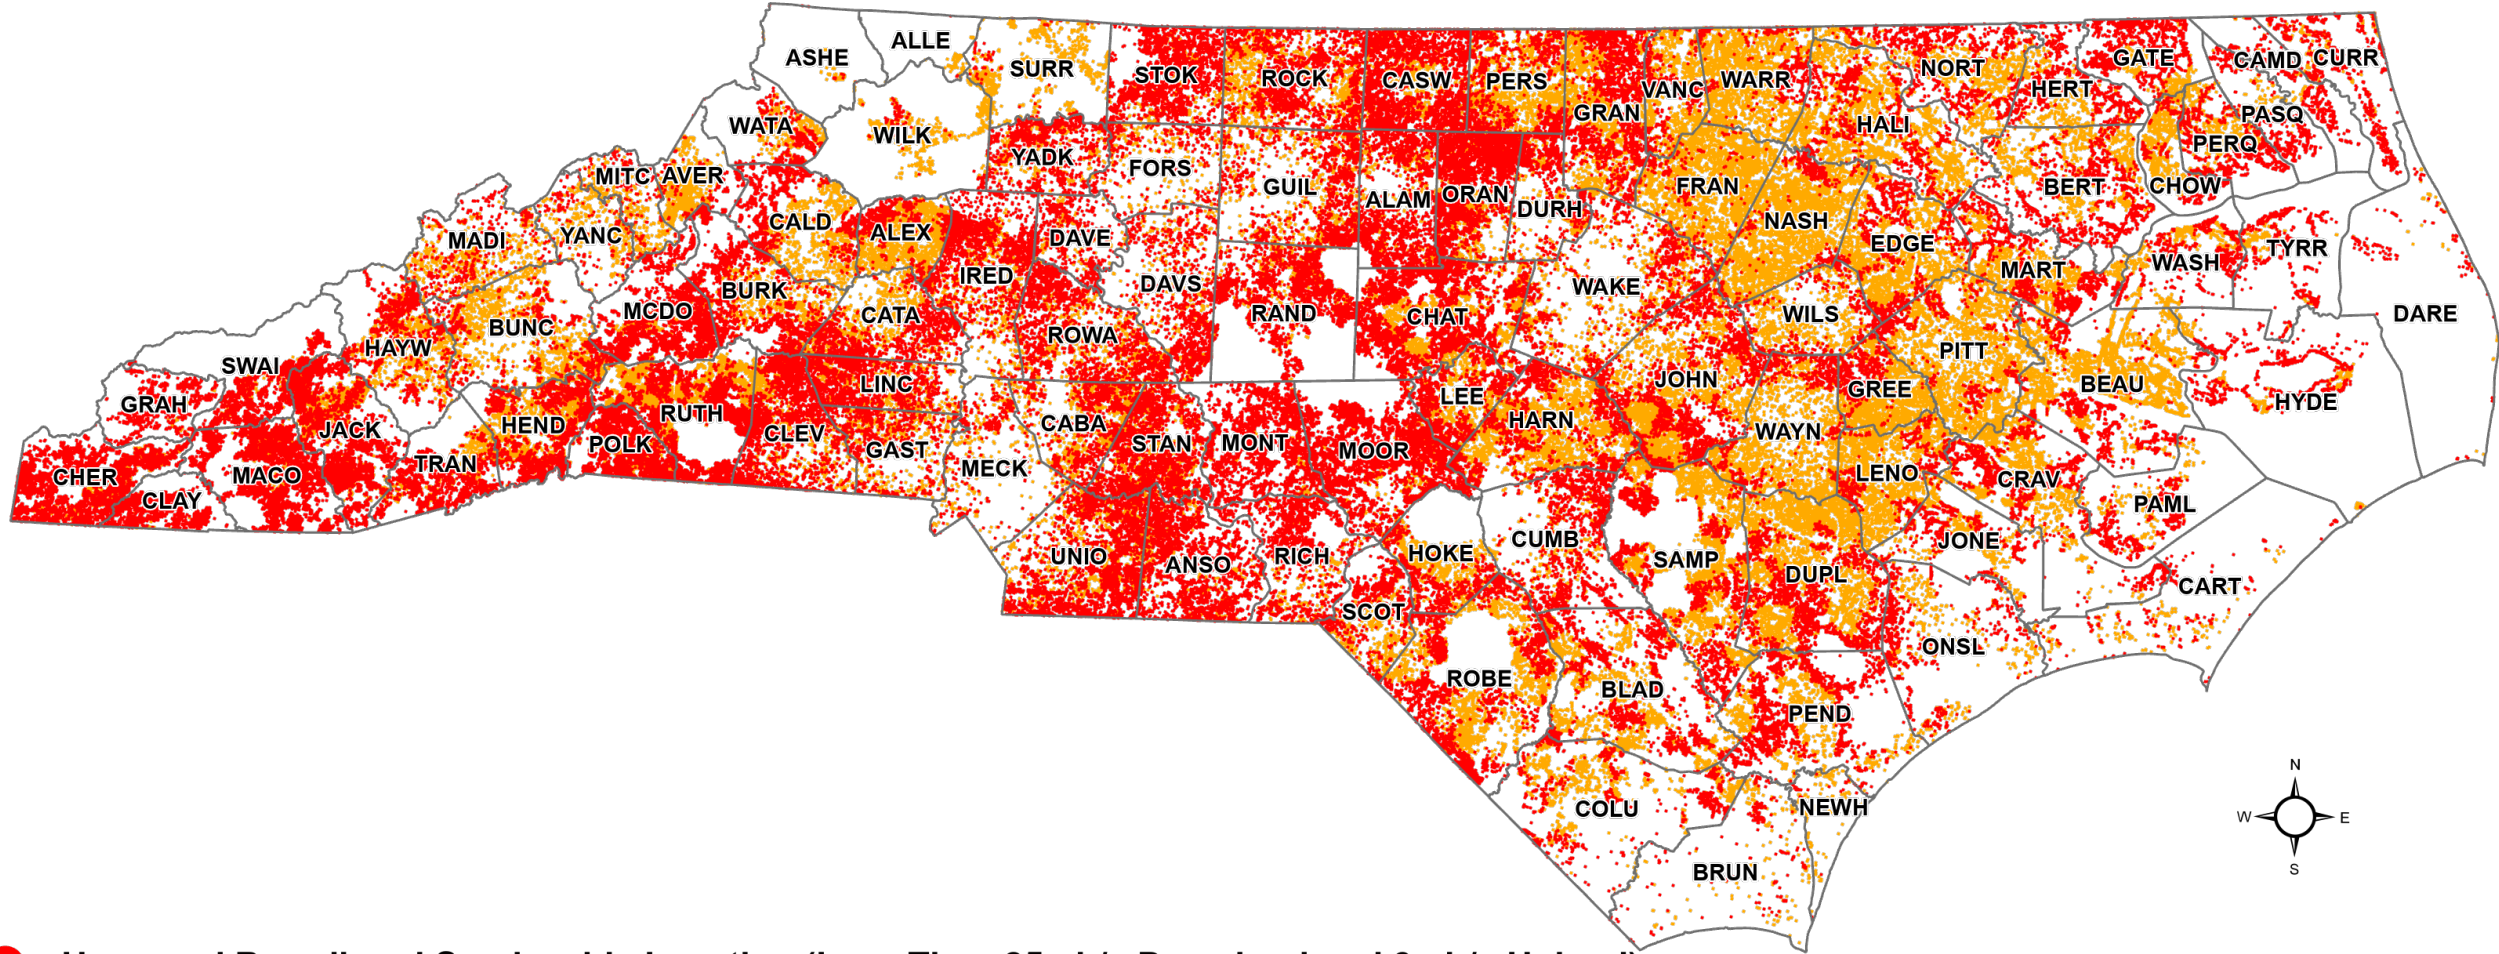 ASHE
ALLE
SURR
STOK
ROCK
CASW
PERS
GRAN
VANC
WARR
NORT
HALI
HERT
GATE
CAMD
CURR
PASQ
PERQ
CHOW
BERT
WATA
WILK
YADK
FORS
GUIL
ALAM
ORAN
DURH
FRAN
NASH
EDGE
MART
WASH
TYRR
DARE
MITC
AVER
MADI
YANC
CALD
ALEX
IRED
DAVE
DAVS
RAND
CHAT
WAKE
WILS
PITT
BEAU
HYDE
BUNC
MCDO
BURK
CATA
ROWA
HAYW
SWAI
GRAH
JACK
HEND
RUTH
POLK
CLEV
LINC
GAST
CABA
STAN
MONT
MOOR
LEE
HARN
JOHN
WAYN
GREE
LENO
CRAV
PAML
CHER
CLAY
MACO
TRAN
MECK
UNIO
ANSO
RICH
SCOT
HOKE
CUMB
SAMP
DUPL
JONE
CART
ONSL
ROBE
BLAD
PEND
COLU
NEWH
BRUN
N
W
E
S